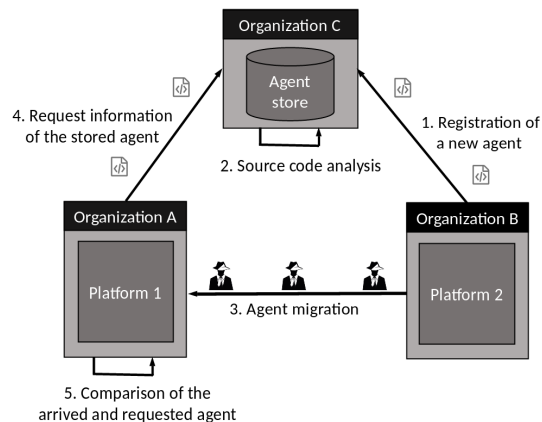 Organization C
Agent
store
4. Request information
of the stored agent
1. Registration of
a new agent
2. Source code analysis
Organization A
Organization B
Platform 1
Platform 2
3. Agent migration
5. Comparison of the
arrived and requested agent